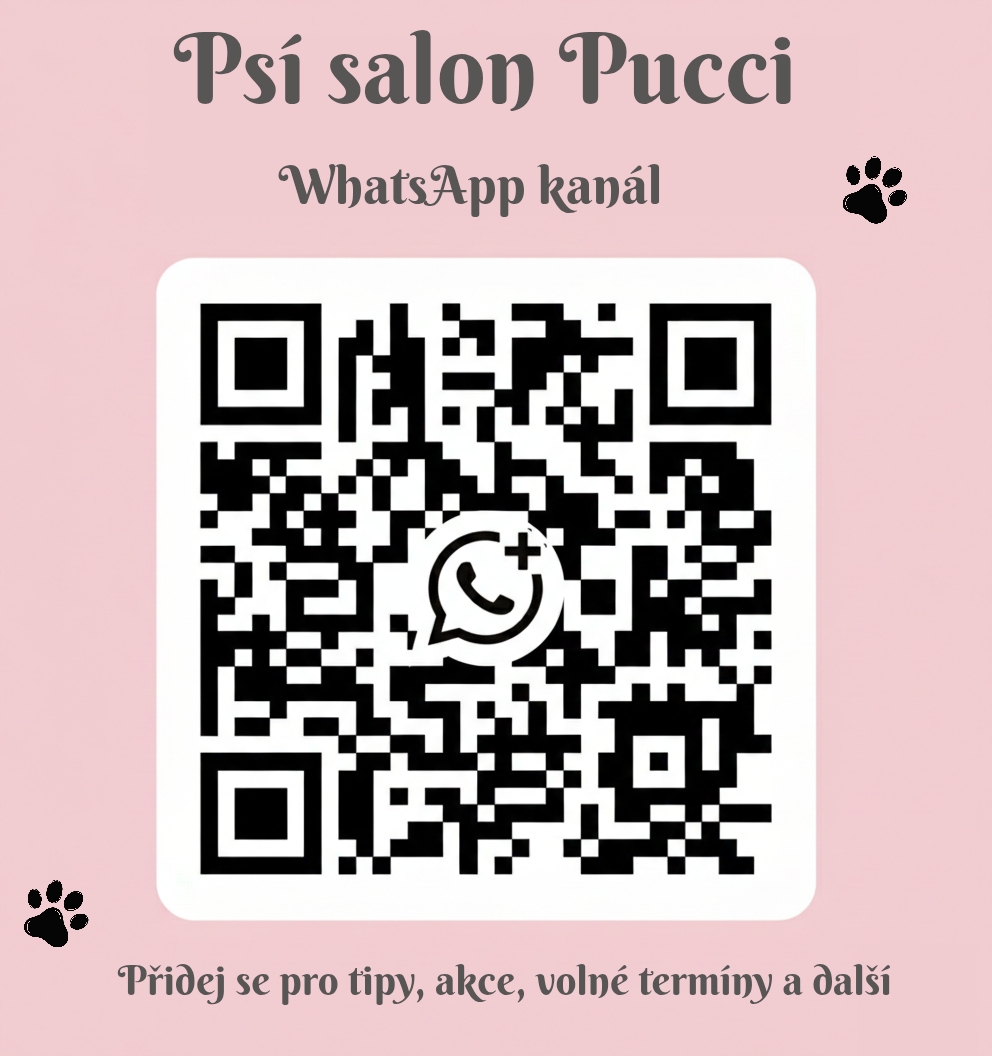 Psí salon Pucci
WhatsApp kanál
Přidej se pro tipy, akce, volné termíny a další